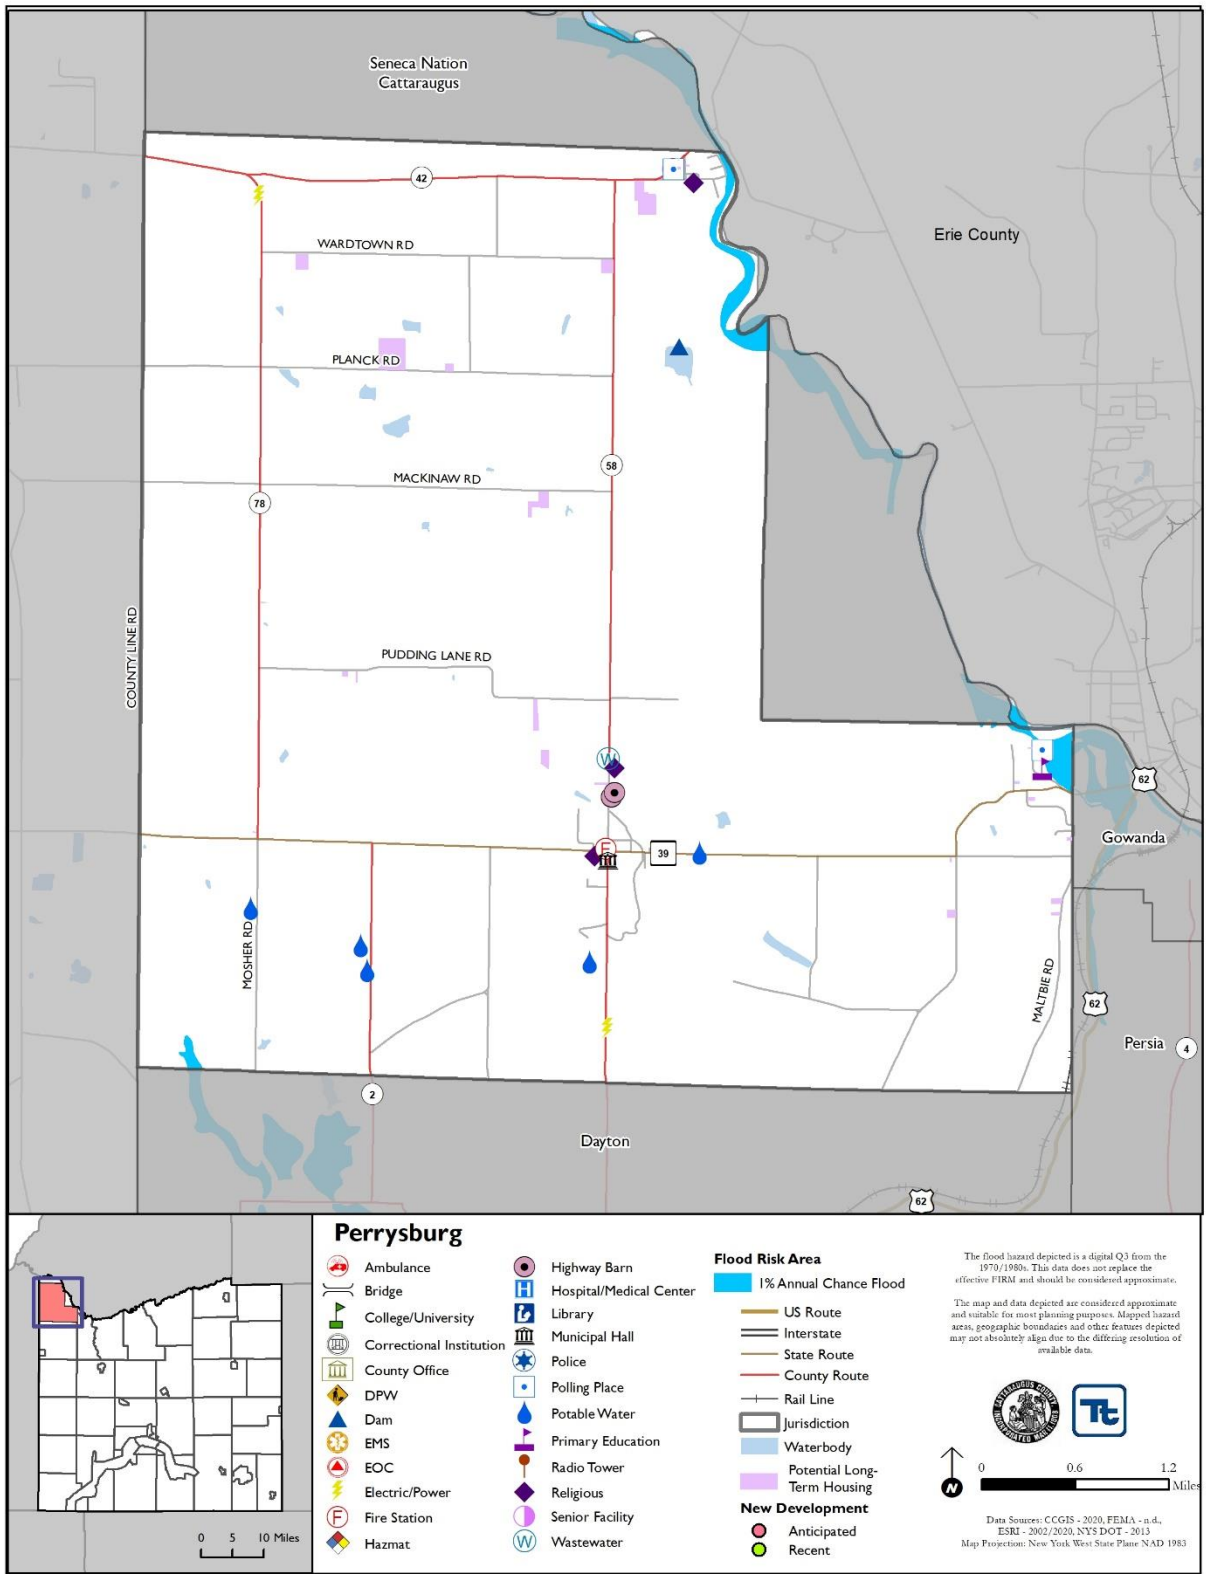 Seneca Nation
Cattaraugus
42
Erie County
WARDTOWN RD
PLANCK RD
58
MACKINAW RD
78
COUNTY LINE RD
PUDDING LANE RD
62
W
Gowanda
F
39
MOSHER RD
MALTBIE RD
62
Persia
4
2
Dayton
62
0 5 10 Miles
Perrysburg
Ambulance
Bridge
College/University
Correctional Institution
County Office
DPW
Dam
EMS
EOC
Electric/Power
F Fire Station
Hazmat
Highway Barn
H Hospital/Medical Center
Library
Municipal Hall
Police
Polling Place
Potable Water
Primary Education
Radio Tower
Religious
Senior Facility
W Wastewater
Flood Risk Area
1% Annual Chance Flood
US Route
Interstate
State Route
County Route
Rail Line
Jurisdiction
Waterbody
Potential Long-
Term Housing
New Development
Anticipated
Recent
The flood hazard depicted is a digital Q3 from the
1970/1980s. This data does not replace the
effective FIRM and should be considered approximate.
The map and data depicted are considered approximate
and suitable for most planning purposes. Mapped hazard
areas, geographic boundaries and other features depicted
may not absolutely align due to the differing resolution of
available data.
CATTARAUGUS COUNTY
Tt
N
0 0.6 1.2
Miles
Data Sources: CCGIS - 2020, FEMA - n.d.,
ESRI - 2002/2020, NYS DOT - 2013
Map Projection: New York West State Plane NAD 1983